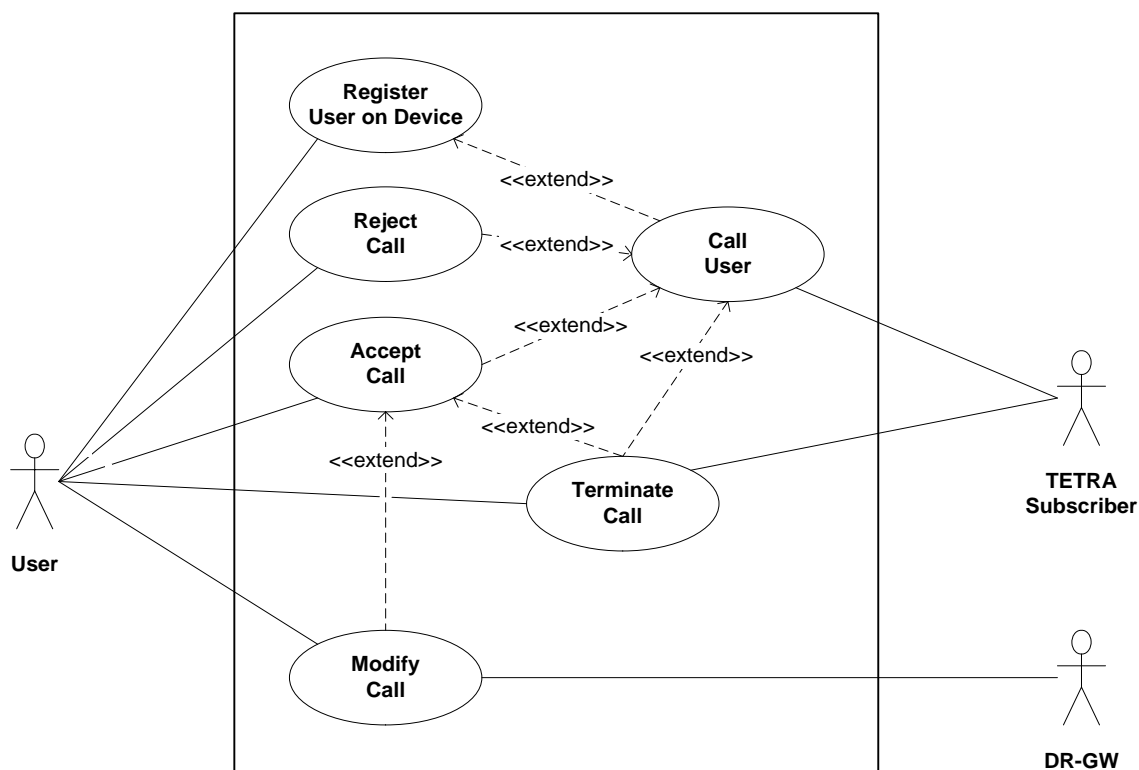 Register
User on Device
<<extend>>
Reject
Call
<<extend>>
Call
User
<<extend>>
Accept
Call
<<extend>>
<<extend>>
<<extend>>
Terminate
Call
TETRA
Subscriber
User
Modify
Call
DR-GW